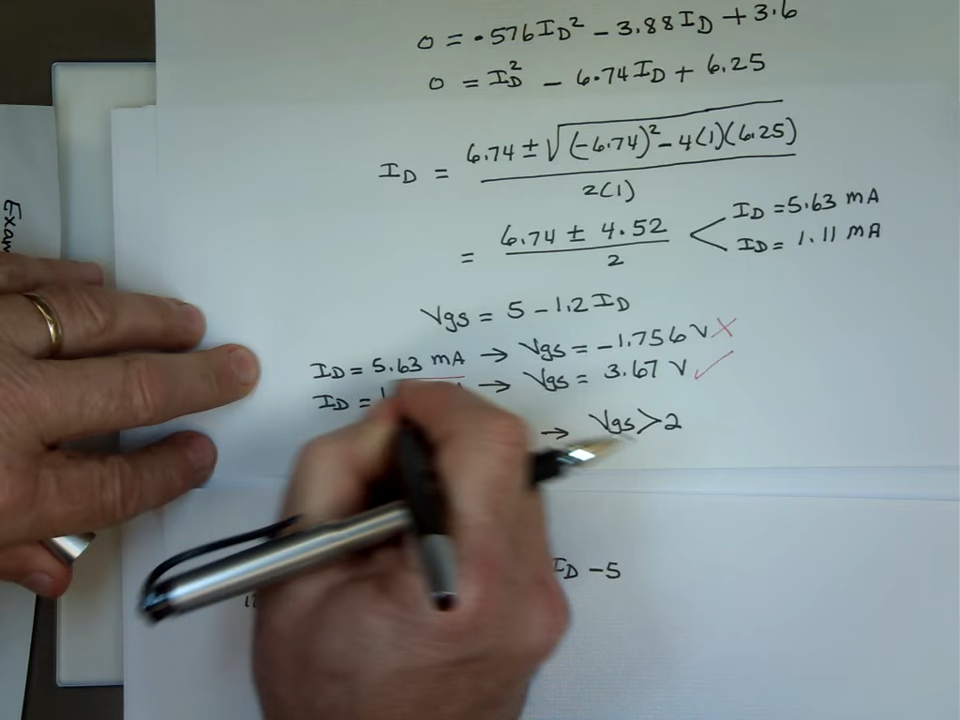 0 = .576ID² - 3.88ID + 3.6
0 = ID² - 6.74ID + 6.25
ID = 6.74 ± √(-6.74)² - 4(1)(6.25)
2(1)
= 6.74 ± 4.52
2
ID = 5.63 mA
ID = 1.11 mA
Vgs = 5 - 1.2ID
ID = 5.63 mA → Vgs = -1.756V ✗
ID = → Vgs = 3.67 V ✓
→ Vgs > 2
ID - 5
Exam